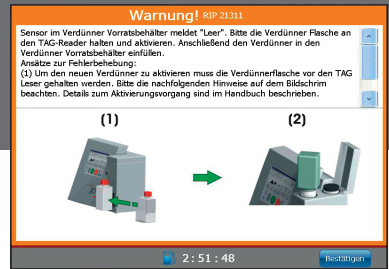 Warnung! RIP 21311
Sensor im Verdünner Vorratsbehälter meldet "Leer". Bitte die Verdünner Flasche an
den TAG-Reader halten und aktivieren. Anschließend den Verdünner in den
Verdünner Vorratsbehälter einfüllen.
Ansätze zur Fehlerbehebung:
(1) Um den neuen Verdünner zu aktivieren muss die Verdünnerflasche vor den TAG
Leser gehalten werden. Bitte die nachfolgenden Hinweise auf dem Bildschrim
beachten. Details zum Aktivierungsvorgang sind im Handbuch beschrieben.
(1) (2)
2 : 51 : 48
Bestätigen